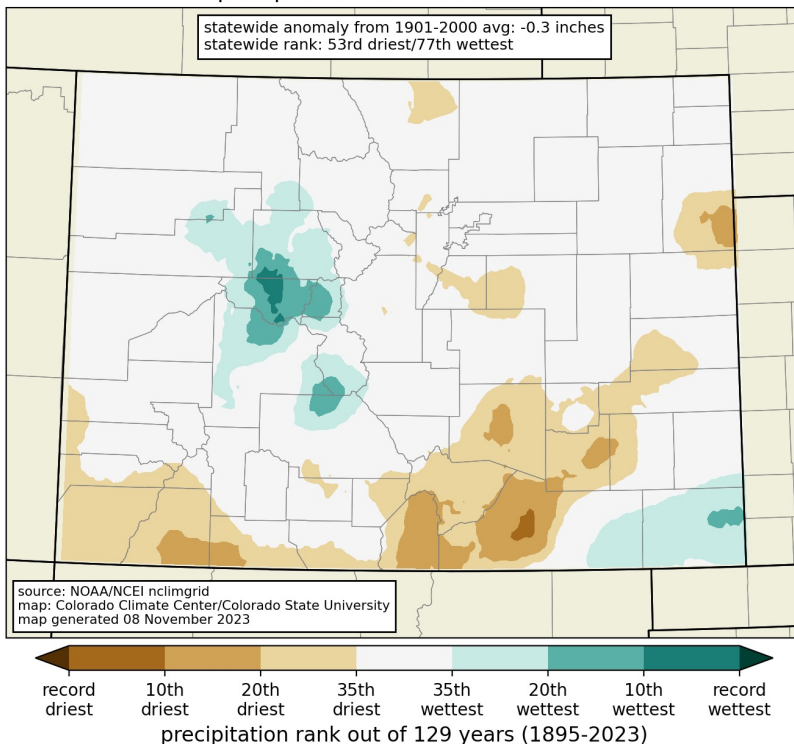 statewide anomaly from 1901-2000 avg: -0.3 inches
statewide rank: 53rd driest/77th wettest
source: NOAA/NCEI nclimgrid
map: Colorado Climate Center/Colorado State University
map generated 08 November 2023
record driest
10th driest
20th driest
35th driest
35th wettest
20th wettest
10th wettest
record wettest
precipitation rank out of 129 years (1895-2023)